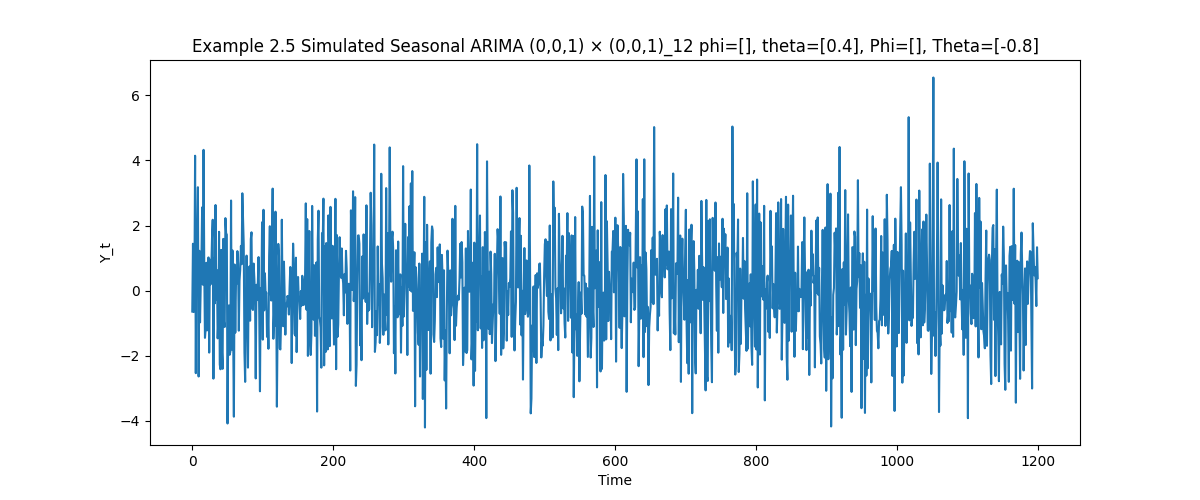 Example 2.5 Simulated Seasonal ARIMA (0,0,1) × (0,0,1)_12 phi=[], theta=[0.4], Phi=[], Theta=[-0.8]
Y_t
6
4
2
0
−2
−4
0 200 400 600 800 1000 1200
Time